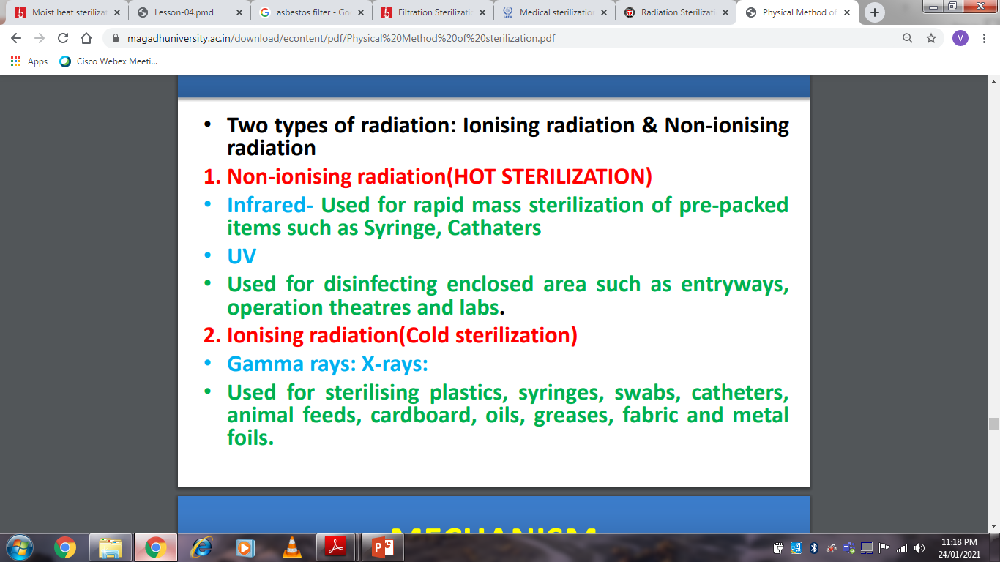 Moist heat sterilizat
Lesson-04.pmd
asbestos filter - Go
Filtration Sterilizati
Medical sterilizatio
Radiation Sterilizati
Physical Method of
magadhuniversity.ac.in/download/econtent/pdf/Physical%20Method%20of%20sterilization.pdf
V
Apps
Cisco Webex Meeti...
• Two types of radiation: Ionising radiation & Non-ionising
radiation
1. Non-ionising radiation(HOT STERILIZATION)
• Infrared- Used for rapid mass sterilization of pre-packed
items such as Syringe, Cathaters
• UV
• Used for disinfecting enclosed area such as entryways,
operation theatres and labs.
2. Ionising radiation(Cold sterilization)
• Gamma rays: X-rays:
• Used for sterilising plastics, syringes, swabs, catheters,
animal feeds, cardboard, oils, greases, fabric and metal
foils.
MECHANISM
11:18 PM
24/01/2021